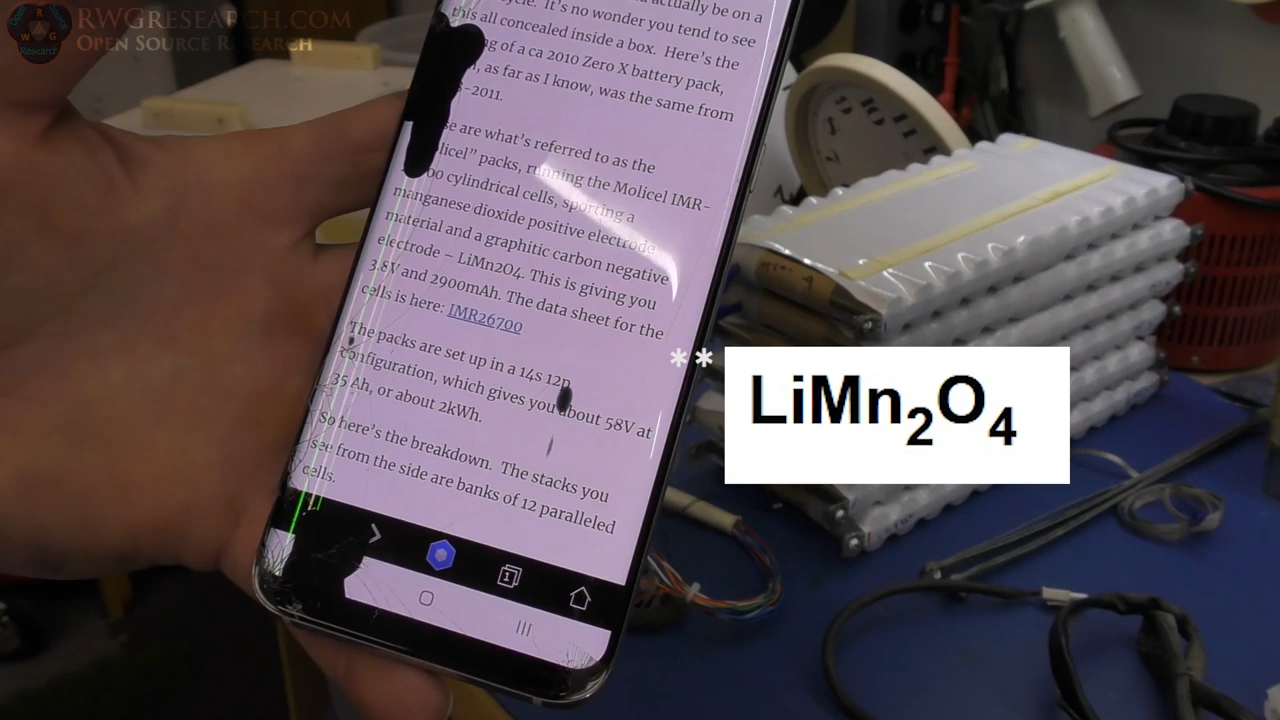 RWGRESEARCH.COM
OPEN SOURCE RESEARCH
R
W G
Research
actually be on a
cycle. It's no wonder you tend to see
this all concealed inside a box. Here's the
of a ca 2010 Zero X battery pack,
, as far as I know, was the same from
-2011.
are what's referred to as the
packs, running the Molicel IMR-
cylindrical cells, sporting a
manganese dioxide positive electrode
material and a graphitic carbon negative
electrode – LiMn2O4. This is giving you
3.8V and 2900mAh. The data sheet for the
cells is here: IMR26700
The packs are set up in a 14s 12p
configuration, which gives you about 58V at
35 Ah, or about 2kWh.
So here's the breakdown. The stacks you
see from the side are banks of 12 paralleled
cells.
1
** LiMn₂O₄
10
11